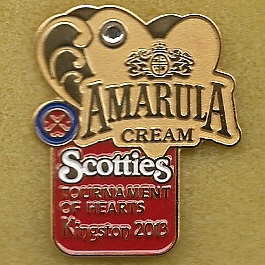 AMARULA
CREAM
Scotties
TOURNAMENT
OF HEARTS
Kingston 2013